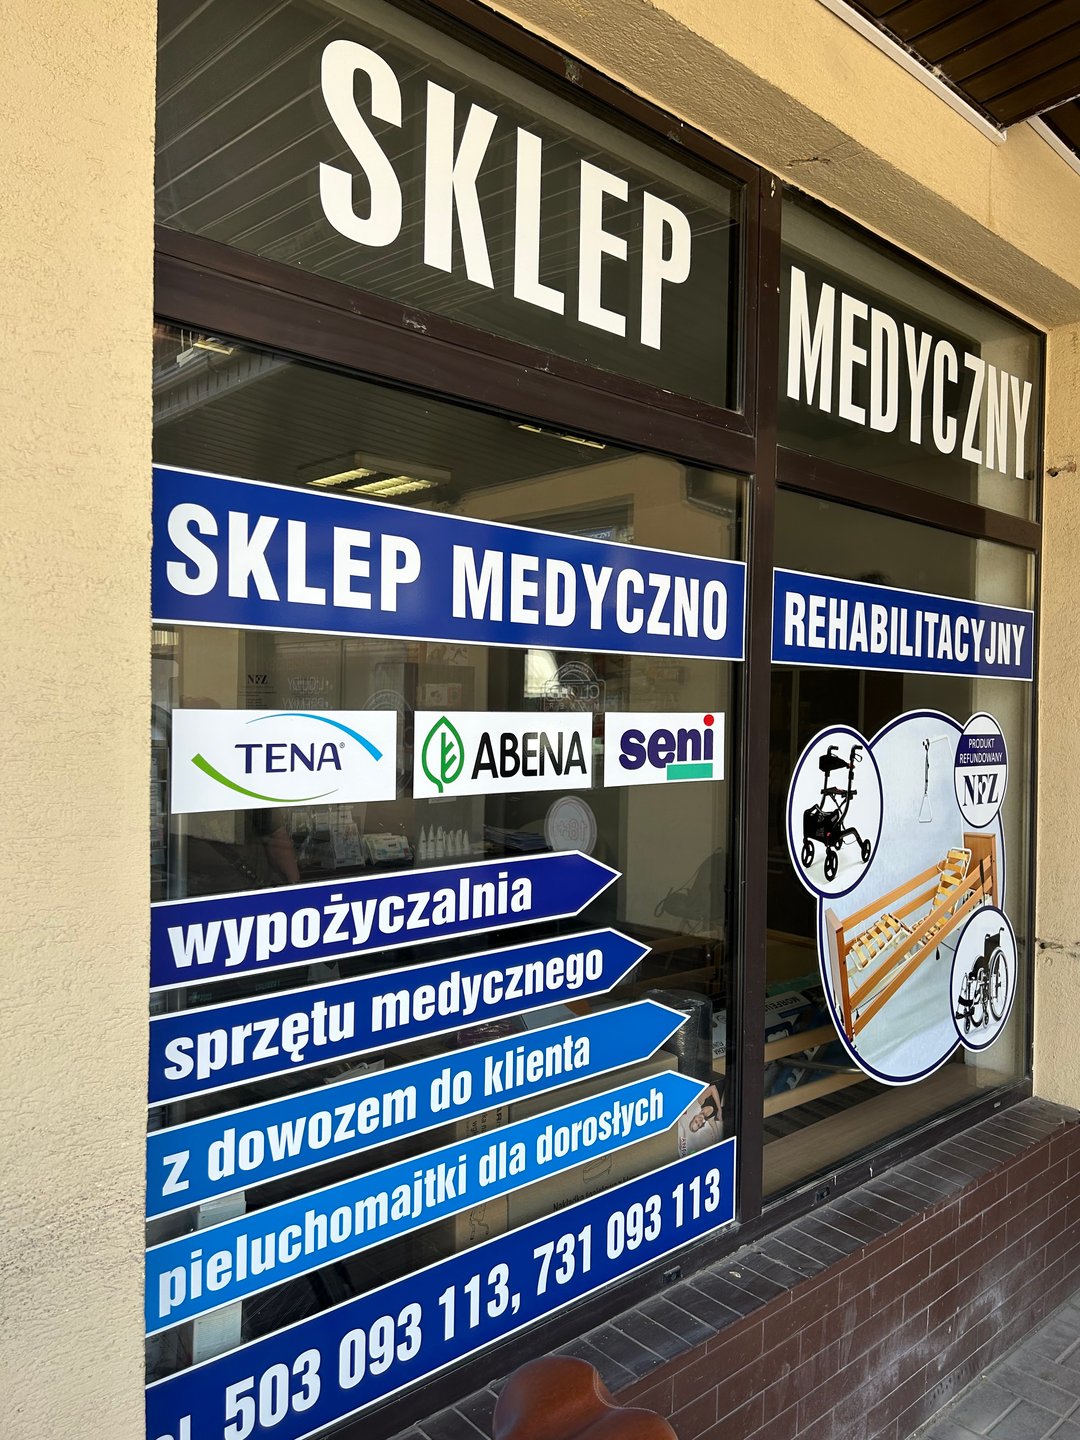 SKLEP MEDYCZNY
SKLEP MEDYCZNO REHABILITACYJNY
TENA®
ABENA
seni
PRODUKT
REFUNDOWANY
NFZ
wypożyczalnia
sprzętu medycznego
z dowozem do klienta
pieluchomajtki dla dorosłych
503 093 113, 731 093 113